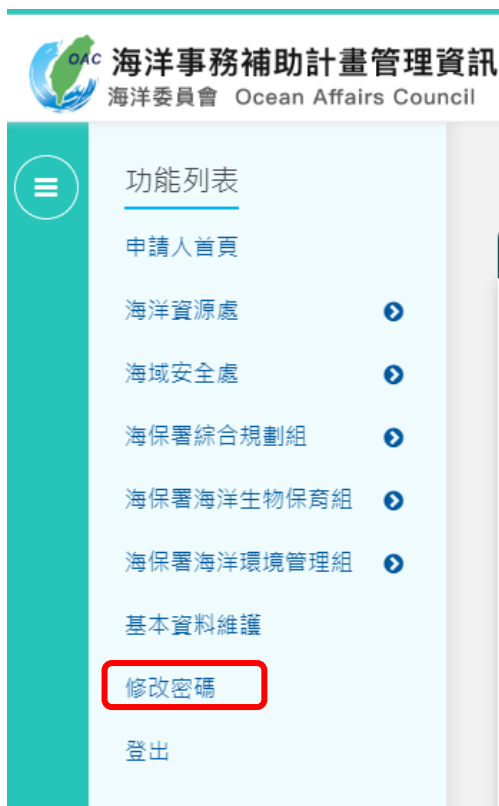 OAC
海洋事務補助計畫管理資訊
海洋委員會 Ocean Affairs Council
功能列表
申請人首頁
海洋資源處
海域安全處
海保署綜合規劃組
海保署海洋生物保育組
海保署海洋環境管理組
基本資料維護
修改密碼
登出